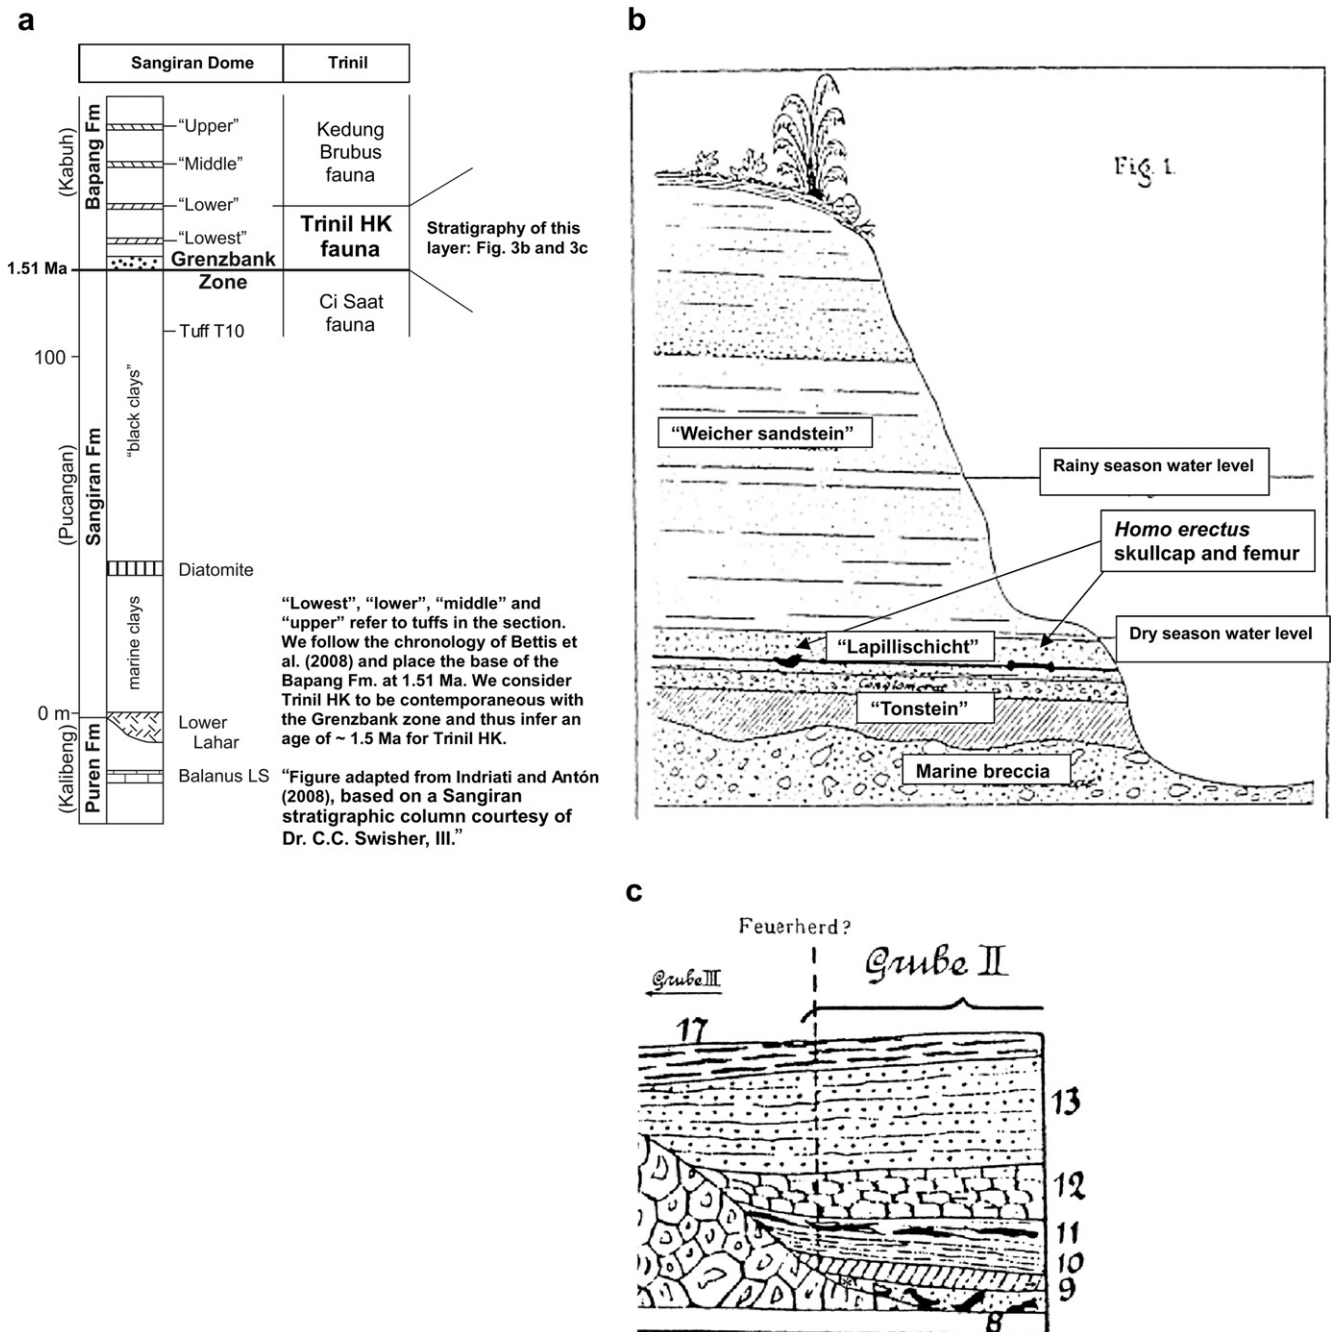 a
Sangiran Dome
Trinil
(Kabuh)
Bapang Fm
“Upper”
“Middle”
“Lower”
“Lowest”
Grenzbank
Zone
1.51 Ma
Kedung
Brubus
fauna
Trinil HK
fauna
Ci Saat
fauna
Stratigraphy of this
layer: Fig. 3b and 3c
Tuff T10
100
“black clays”
(Pucangan)
Sangiran Fm
Diatomite
marine clays
0 m
Lower
Lahar
(Kalibeng)
Puren Fm
Balanus LS
“Lowest”, “lower”, “middle” and
“upper” refer to tuffs in the section.
We follow the chronology of Bettis et
al. (2008) and place the base of the
Bapang Fm. at 1.51 Ma. We consider
Trinil HK to be contemporaneous with
the Grenzbank zone and thus infer an
age of ~ 1.5 Ma for Trinil HK.
“Figure adapted from Indriati and Antón
(2008), based on a Sangiran
stratigraphic column courtesy of
Dr. C.C. Swisher, III.”
b
Fig. 1.
“Weicher sandstein”
Rainy season water level
Homo erectus
skullcap and femur
“Lapillischicht”
Dry season water level
“Tonstein”
Marine breccia
c
Feuerherd?
Grube III
Grube II
17
13
12
11
10
9
8